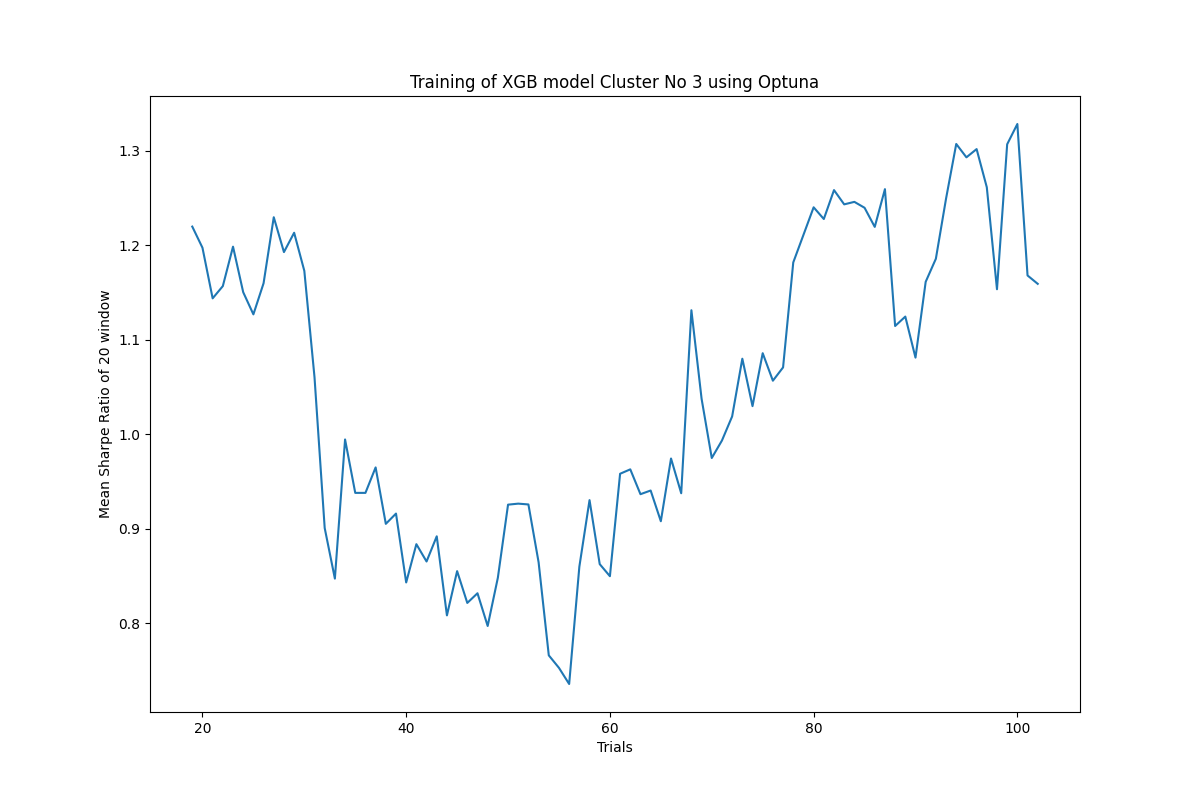 Training of XGB model Cluster No 3 using Optuna
1.3
1.2
1.1
1.0
0.9
0.8
Mean Sharpe Ratio of 20 window
20 40 60 80 100
Trials